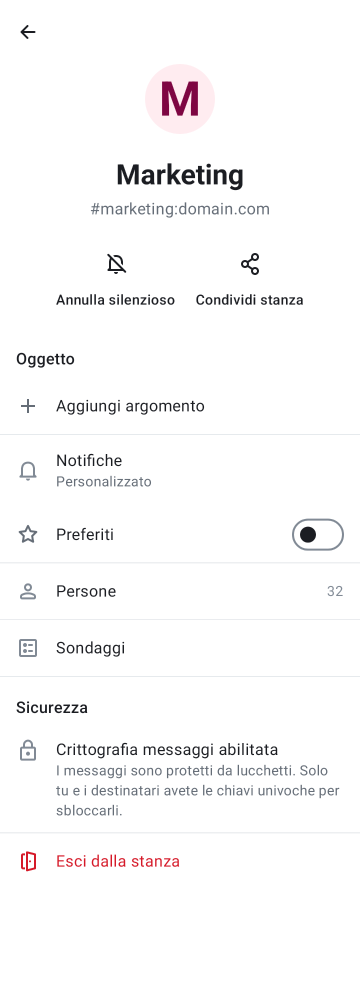 M
Marketing
#marketing:domain.com
Annulla silenzioso
Condividi stanza
Oggetto
Aggiungi argomento
Notifiche
Personalizzato
Preferiti
Persone
32
Sondaggi
Sicurezza
Crittografia messaggi abilitata
I messaggi sono protetti da lucchetti. Solo
tu e i destinatari avete le chiavi univoche per
sbloccarli.
Esci dalla stanza